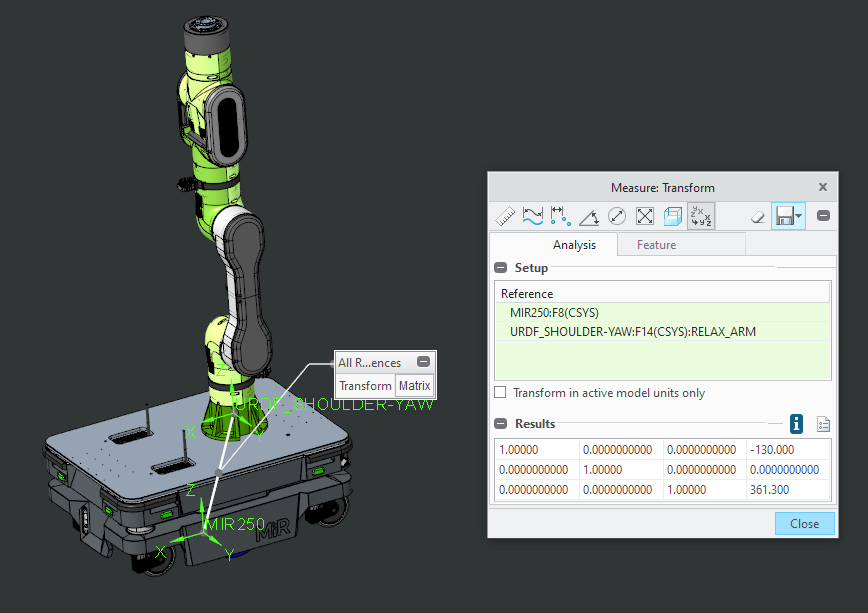 Measure: Transform
Analysis
Feature
Setup
Reference
MIR250:F8(CSYS)
URDF_SHOULDER-YAW:F14(CSYS):RELAX_ARM
All R...ences
Transform
Matrix
Transform in active model units only
URDF_SHOULDER-YAW
X
Y
Results
1.00000 0.0000000000 0.0000000000 -130.000
0.0000000000 1.00000 0.0000000000 0.0000000000
0.0000000000 0.0000000000 1.00000 361.300
Z
MIR250
MiR
X
Y
Close